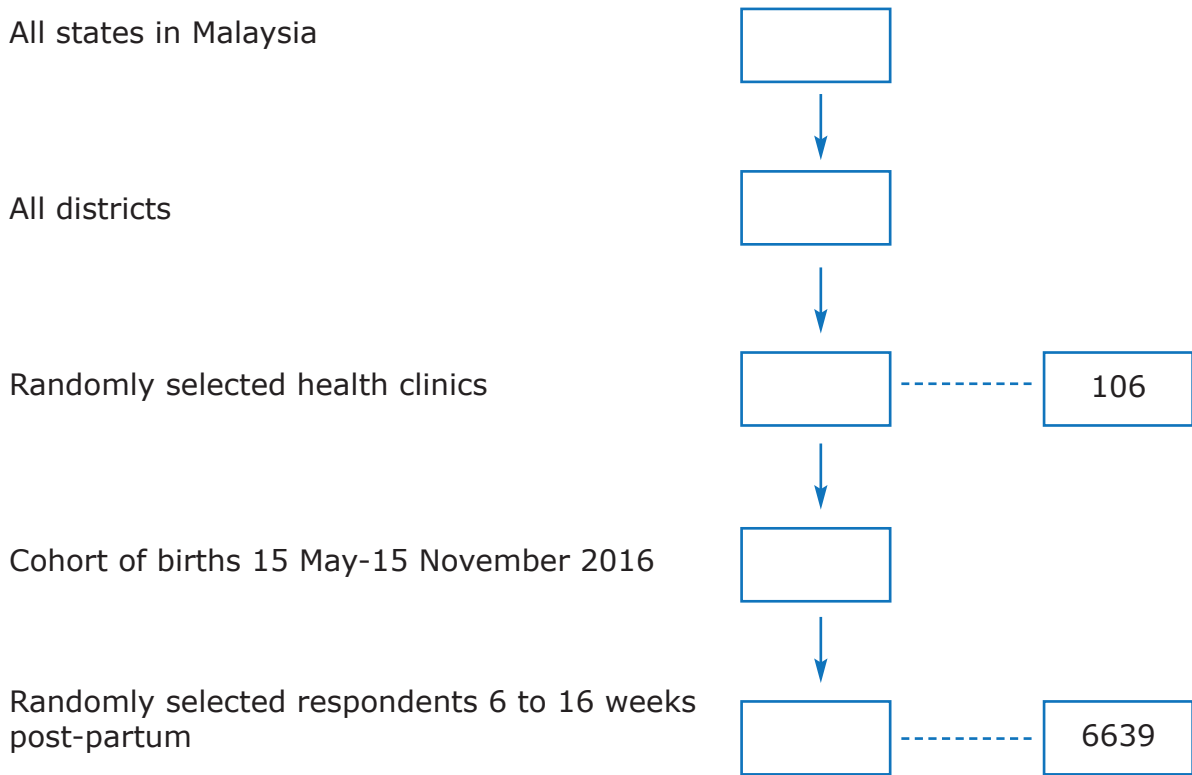 All states in Malaysia
All districts
Randomly selected health clinics
106
Cohort of births 15 May-15 November 2016
Randomly selected respondents 6 to 16 weeks
post-partum
6639